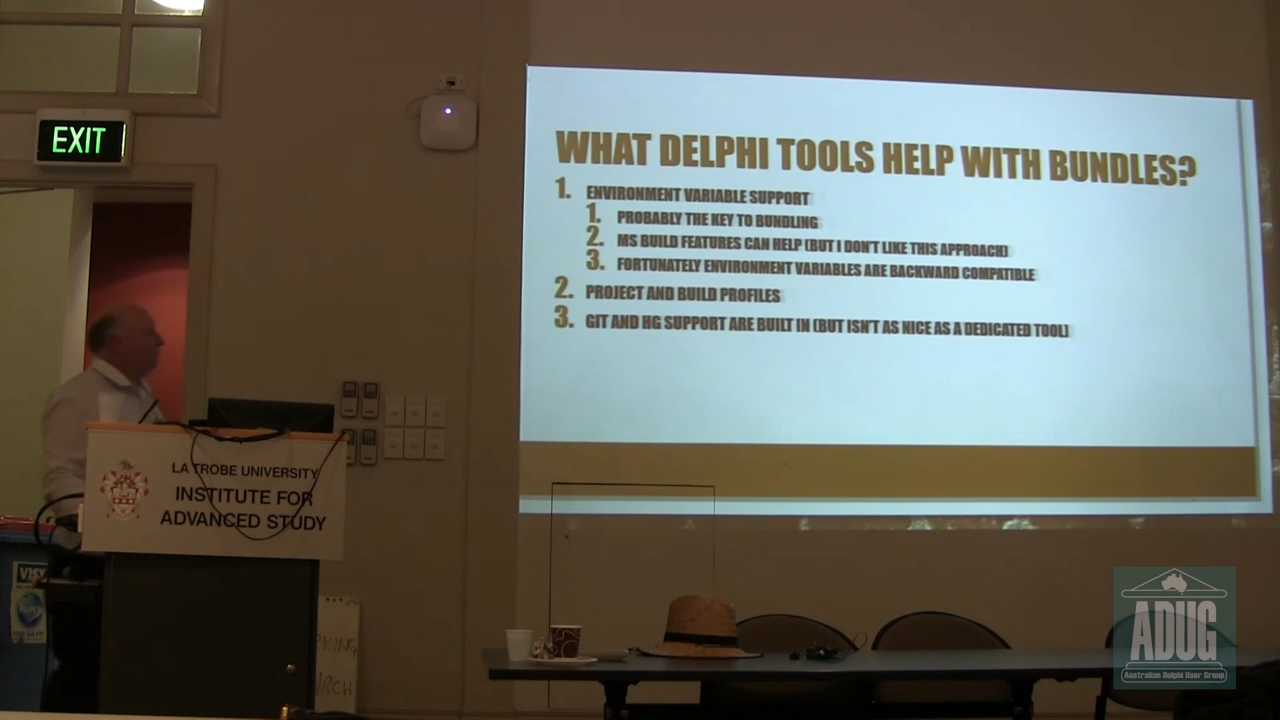 EXIT
WHAT DELPHI TOOLS HELP WITH BUNDLES?
1. ENVIRONMENT VARIABLE SUPPORT
1. PROBABLY THE KEY TO BUNDLING
2. MS BUILD FEATURES CAN HELP (BUT I DON'T LIKE THIS APPROACH)
3. FORTUNATELY ENVIRONMENT VARIABLES ARE BACKWARD COMPATIBLE
2. PROJECT AND BUILD PROFILES
3. GIT AND HG SUPPORT ARE BUILT IN (BUT ISN'T AS NICE AS A DEDICATED TOOL)
LA TROBE UNIVERSITY
INSTITUTE FOR
ADVANCED STUDY
VISY
ADUG
Australian Delphi User Group